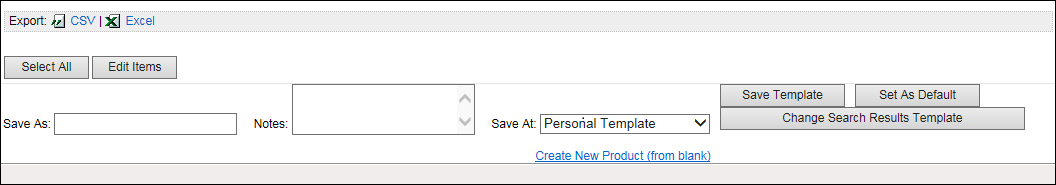 Export: CSV | Excel
Select All Edit Items
Save Template Set As Default
Save As: Notes: Save At: Personal Template Change Search Results Template
Create New Product (from blank)